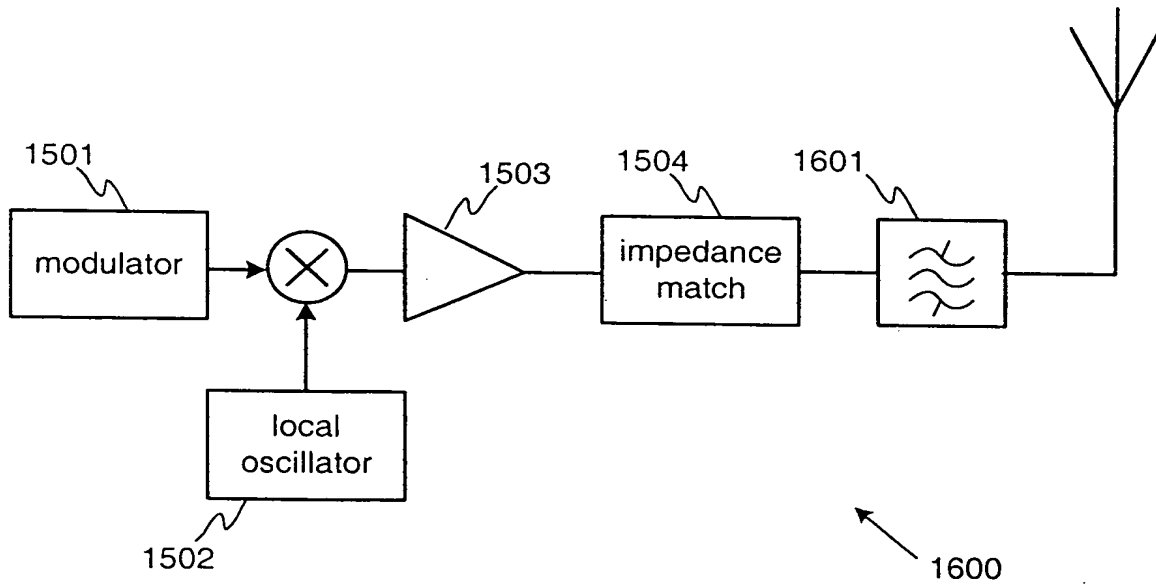 1501
1503
1504
1601
modulator
impedance
match
local
oscillator
1502
1600